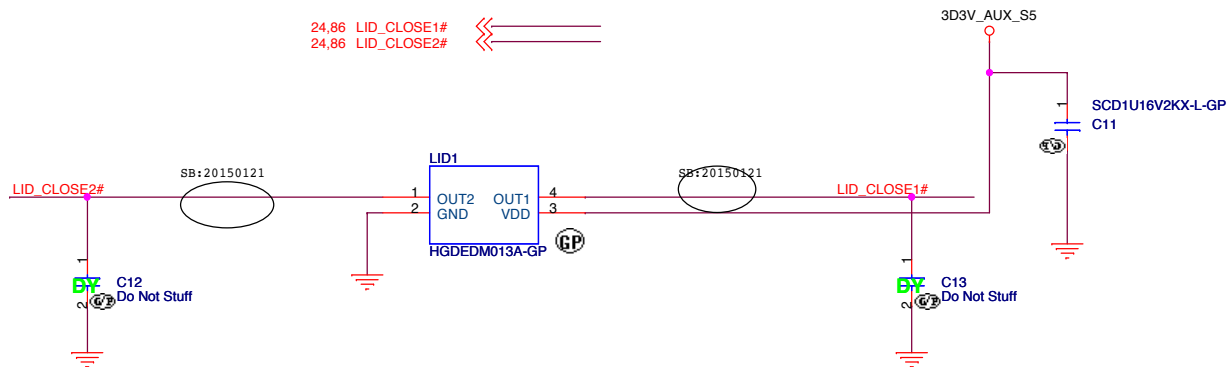 3D3V_AUX_S5
24,86 LID_CLOSE1#
24,86 LID_CLOSE2#
1
SCD1U16V2KX-L-GP
C11
LID1
SB:20150121
SB:20150121
LID_CLOSE2#
1
OUT2
OUT1
4
LID_CLOSE1#
2
GND
VDD
3
HGDEDM013A-GP
GP
1
DY
C12
Do Not Stuff
2
G/P
1
DY
C13
Do Not Stuff
2
G/P